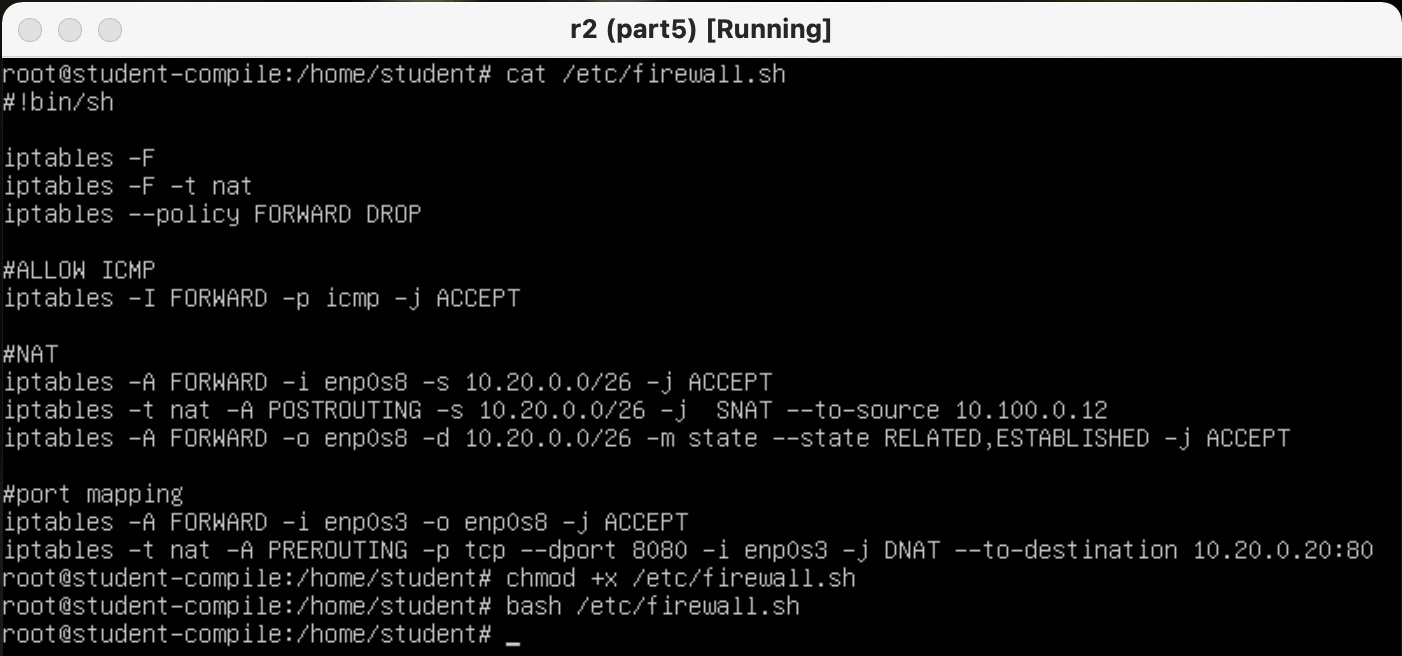 r2 (part5) [Running]
root@student-compile:/home/student# cat /etc/firewall.sh
#!bin/sh
iptables -F
iptables -F -t nat
iptables --policy FORWARD DROP
#ALLOW ICMP
iptables -I FORWARD -p icmp -j ACCEPT
#NAT
iptables -A FORWARD -i enp0s8 -s 10.20.0.0/26 -j ACCEPT
iptables -t nat -A POSTROUTING -s 10.20.0.0/26 -j  SNAT --to-source 10.100.0.12
iptables -A FORWARD -o enp0s8 -d 10.20.0.0/26 -m state --state RELATED,ESTABLISHED -j ACCEPT
#port mapping
iptables -A FORWARD -i enp0s3 -o enp0s8 -j ACCEPT
iptables -t nat -A PREROUTING -p tcp --dport 8080 -i enp0s3 -j DNAT --to-destination 10.20.0.20:80
root@student-compile:/home/student# chmod +x /etc/firewall.sh
root@student-compile:/home/student# bash /etc/firewall.sh
root@student-compile:/home/student# _